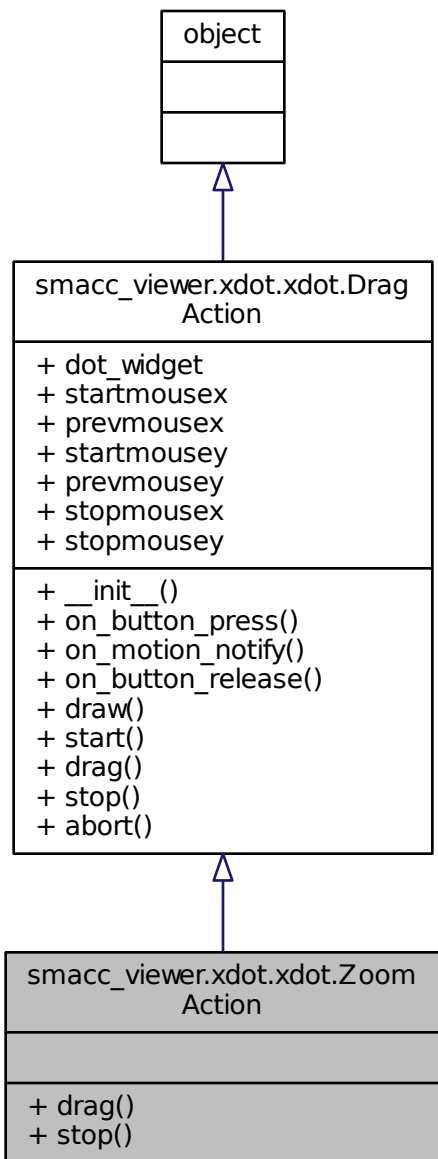 object
smacc_viewer.xdot.xdot.Drag
Action
+ dot_widget
+ startmousex
+ prevmousex
+ startmousey
+ prevmousey
+ stopmousex
+ stopmousey
+ __init__()
+ on_button_press()
+ on_motion_notify()
+ on_button_release()
+ draw()
+ start()
+ drag()
+ stop()
+ abort()
smacc_viewer.xdot.xdot.Zoom
Action
+ drag()
+ stop()